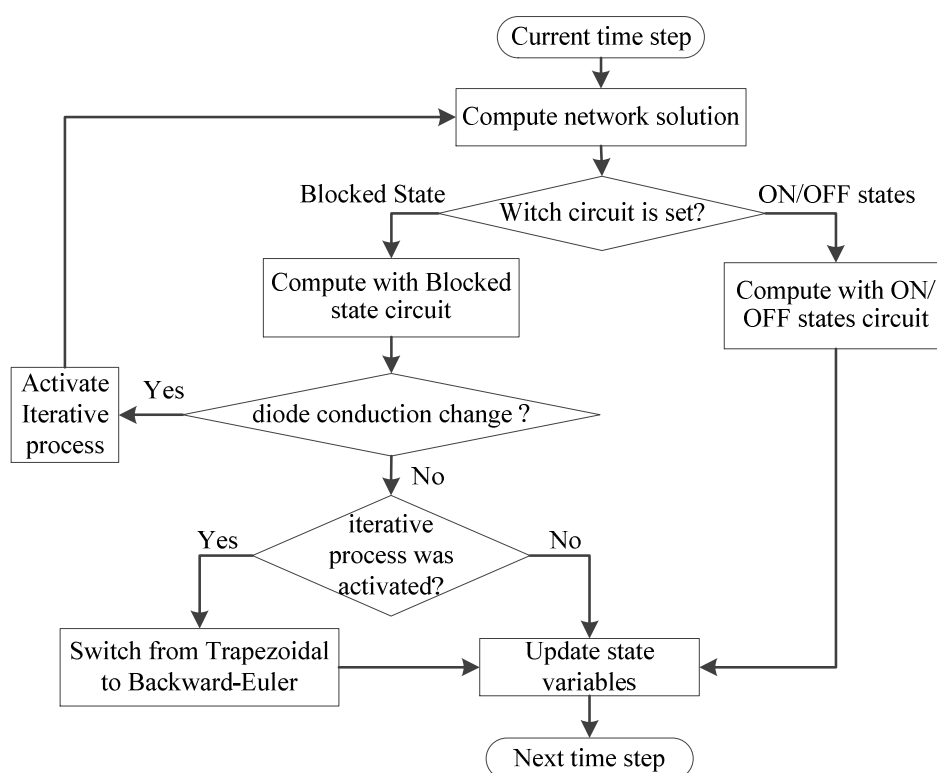 Current time step
Compute network solution
Blocked State
ON/OFF states
Witch circuit is set?
Compute with Blocked
state circuit
Compute with ON/
OFF states circuit
Activate
Iterative
process
Yes
diode conduction change ?
No
iterative
process was
activated?
Yes
No
Switch from Trapezoidal
to Backward-Euler
Update state
variables
Next time step